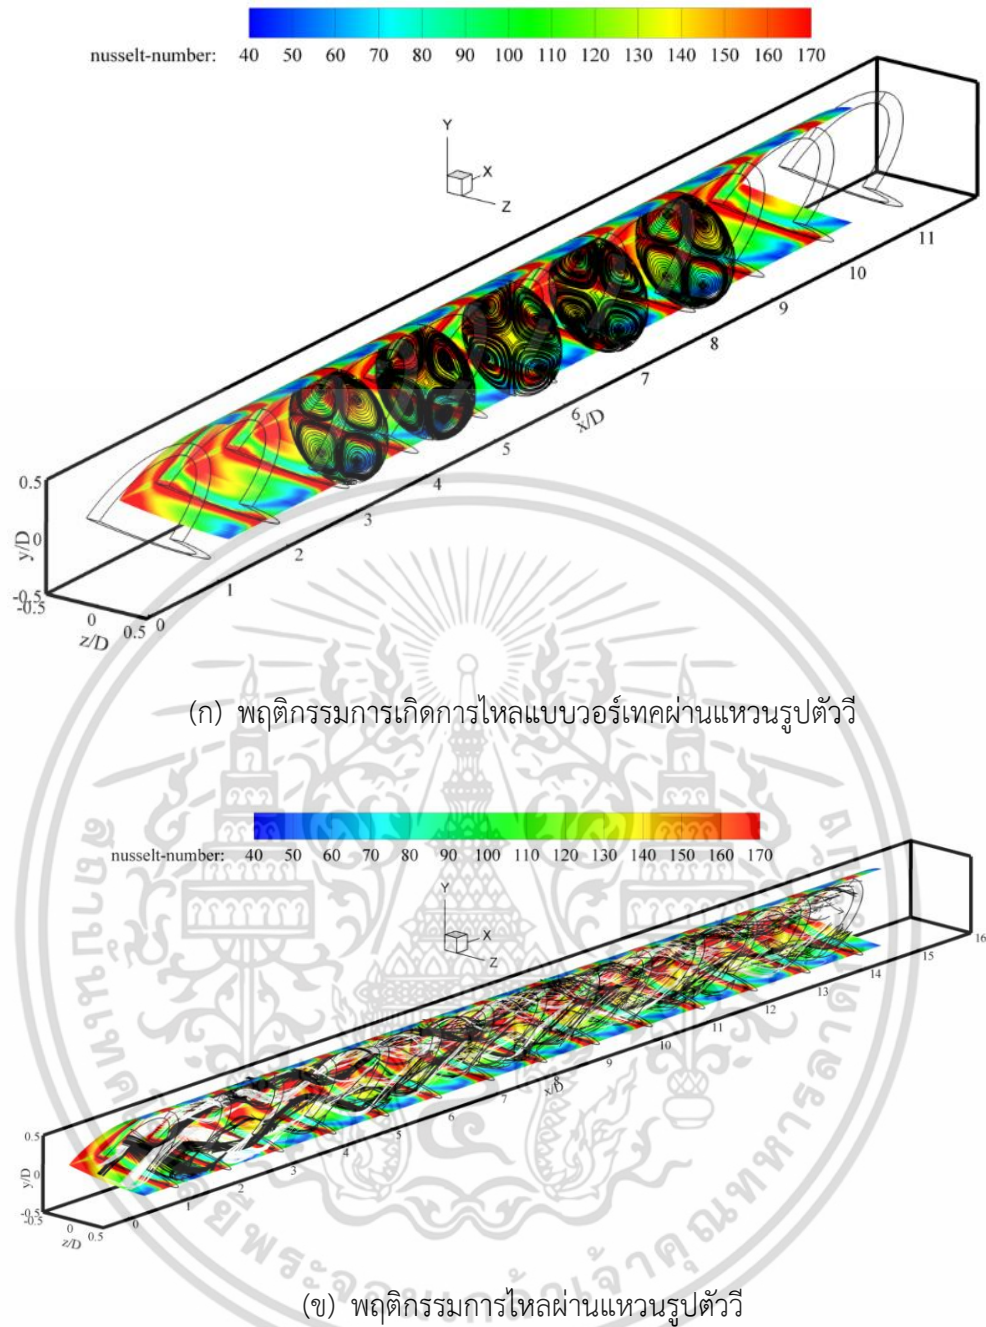 40 50 60 70 80 90 100 110 120 130 140 150 160 170
nusselt-number:
Y
X
Z
11
10
9
8
7
6
x/D
5
4
3
2
1
0
0.5
0
-0.5
y/D
-0.5
0
0.5
z/D
(ก) พฤติกรรมการเกิดการไหลแบบวอร์เทคผ่านแหวนรูปตัววี
nusselt-number: 40 50 60 70 80 90 100 110 120 130 140 150 160 170
Y
X
Z
16
15
14
13
12
11
10
9
8
x/D
7
6
5
4
3
2
1
0
0.5
0
-0.5
y/D
-0.5
0
0.5
z/D
(ข) พฤติกรรมการไหลผ่านแหวนรูปตัววี